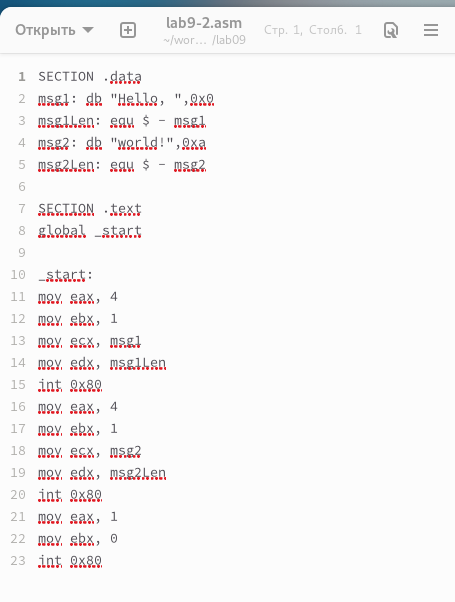 Открыть
lab9-2.asm
~/wor... /lab09
Стр. 1, Столб. 1
1 SECTION .data
2 msg1: db "Hello, ",0x0
3 msg1Len: equ $ - msg1
4 msg2: db "world!",0xa
5 msg2Len: equ $ - msg2
6
7 SECTION .text
8 global _start
9
10 _start:
11 mov eax, 4
12 mov ebx, 1
13 mov ecx, msg1
14 mov edx, msg1Len
15 int 0x80
16 mov eax, 4
17 mov ebx, 1
18 mov ecx, msg2
19 mov edx, msg2Len
20 int 0x80
21 mov eax, 1
22 mov ebx, 0
23 int 0x80